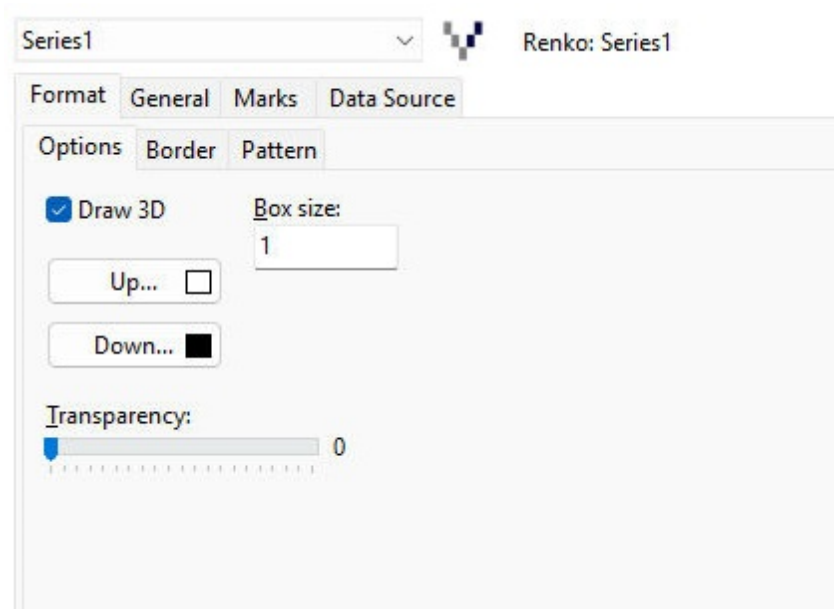 Series1 Renko: Series1
Format General Marks Data Source
Options Border Pattern
Draw 3D Box size:
1
Up...
Down...
Transparency:
0